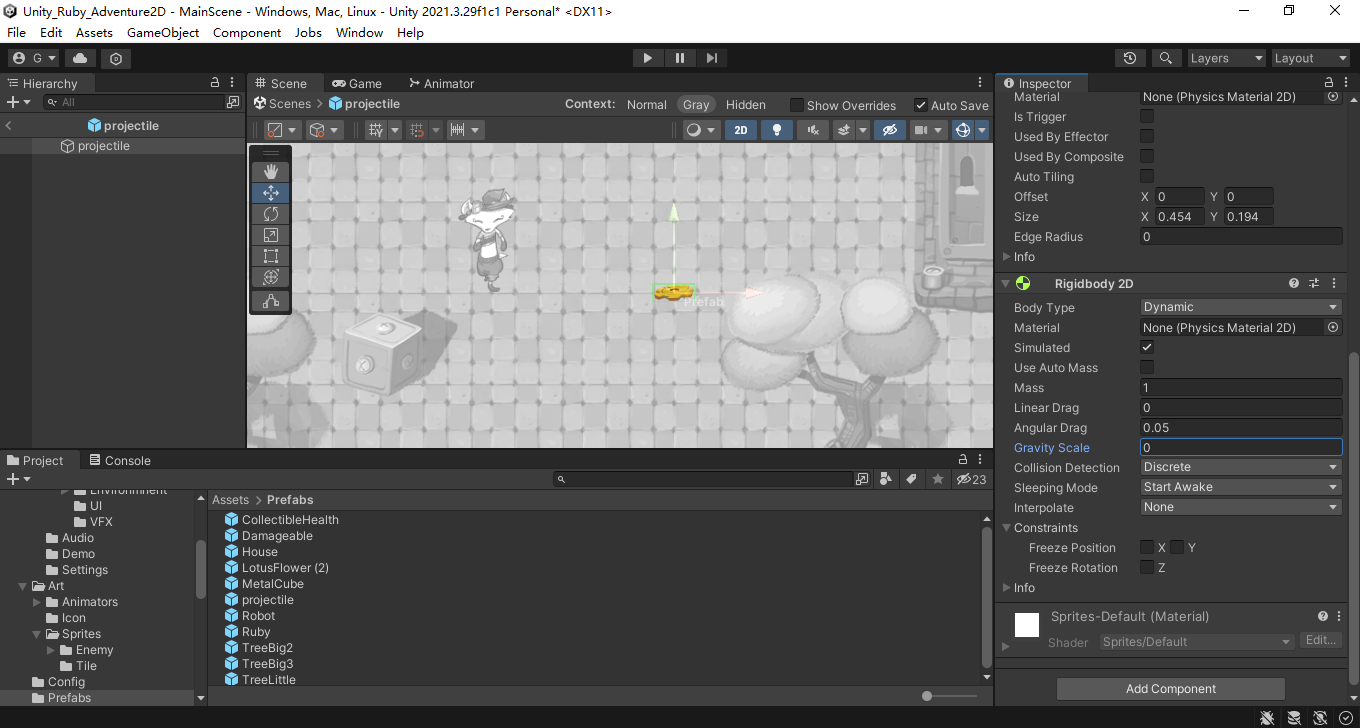 Unity_Ruby_Adventure2D - MainScene - Windows, Mac, Linux - Unity 2021.3.29f1c1 Personal* <DX11>
File Edit Assets GameObject Component Jobs Window Help
G Layers Layout
Hierarchy
All
projectile
projectile
Scene Game Animator
Scenes > projectile Context: Normal Gray Hidden Show Overrides Auto Save
2D
Prefab
Inspector
Material None (Physics Material 2D)
Is Trigger
Used By Effector
Used By Composite
Auto Tiling
Offset X 0 Y 0
Size X 0.454 Y 0.194
Edge Radius 0
Info
Rigidbody 2D
Body Type Dynamic
Material None (Physics Material 2D)
Simulated
Use Auto Mass
Mass 1
Linear Drag 0
Angular Drag 0.05
Gravity Scale 0
Collision Detection Discrete
Sleeping Mode Start Awake
Interpolate None
Constraints
Freeze Position X Y
Freeze Rotation Z
Info
Sprites-Default (Material)
Shader Sprites/Default Edit...
Add Component
Project Console
23
Environment
UI
VFX
Audio
Demo
Settings
Art
Animators
Icon
Sprites
Enemy
Tile
Config
Prefabs
Assets > Prefabs
CollectibleHealth
Damageable
House
LotusFlower (2)
MetalCube
projectile
Robot
Ruby
TreeBig2
TreeBig3
TreeLittle